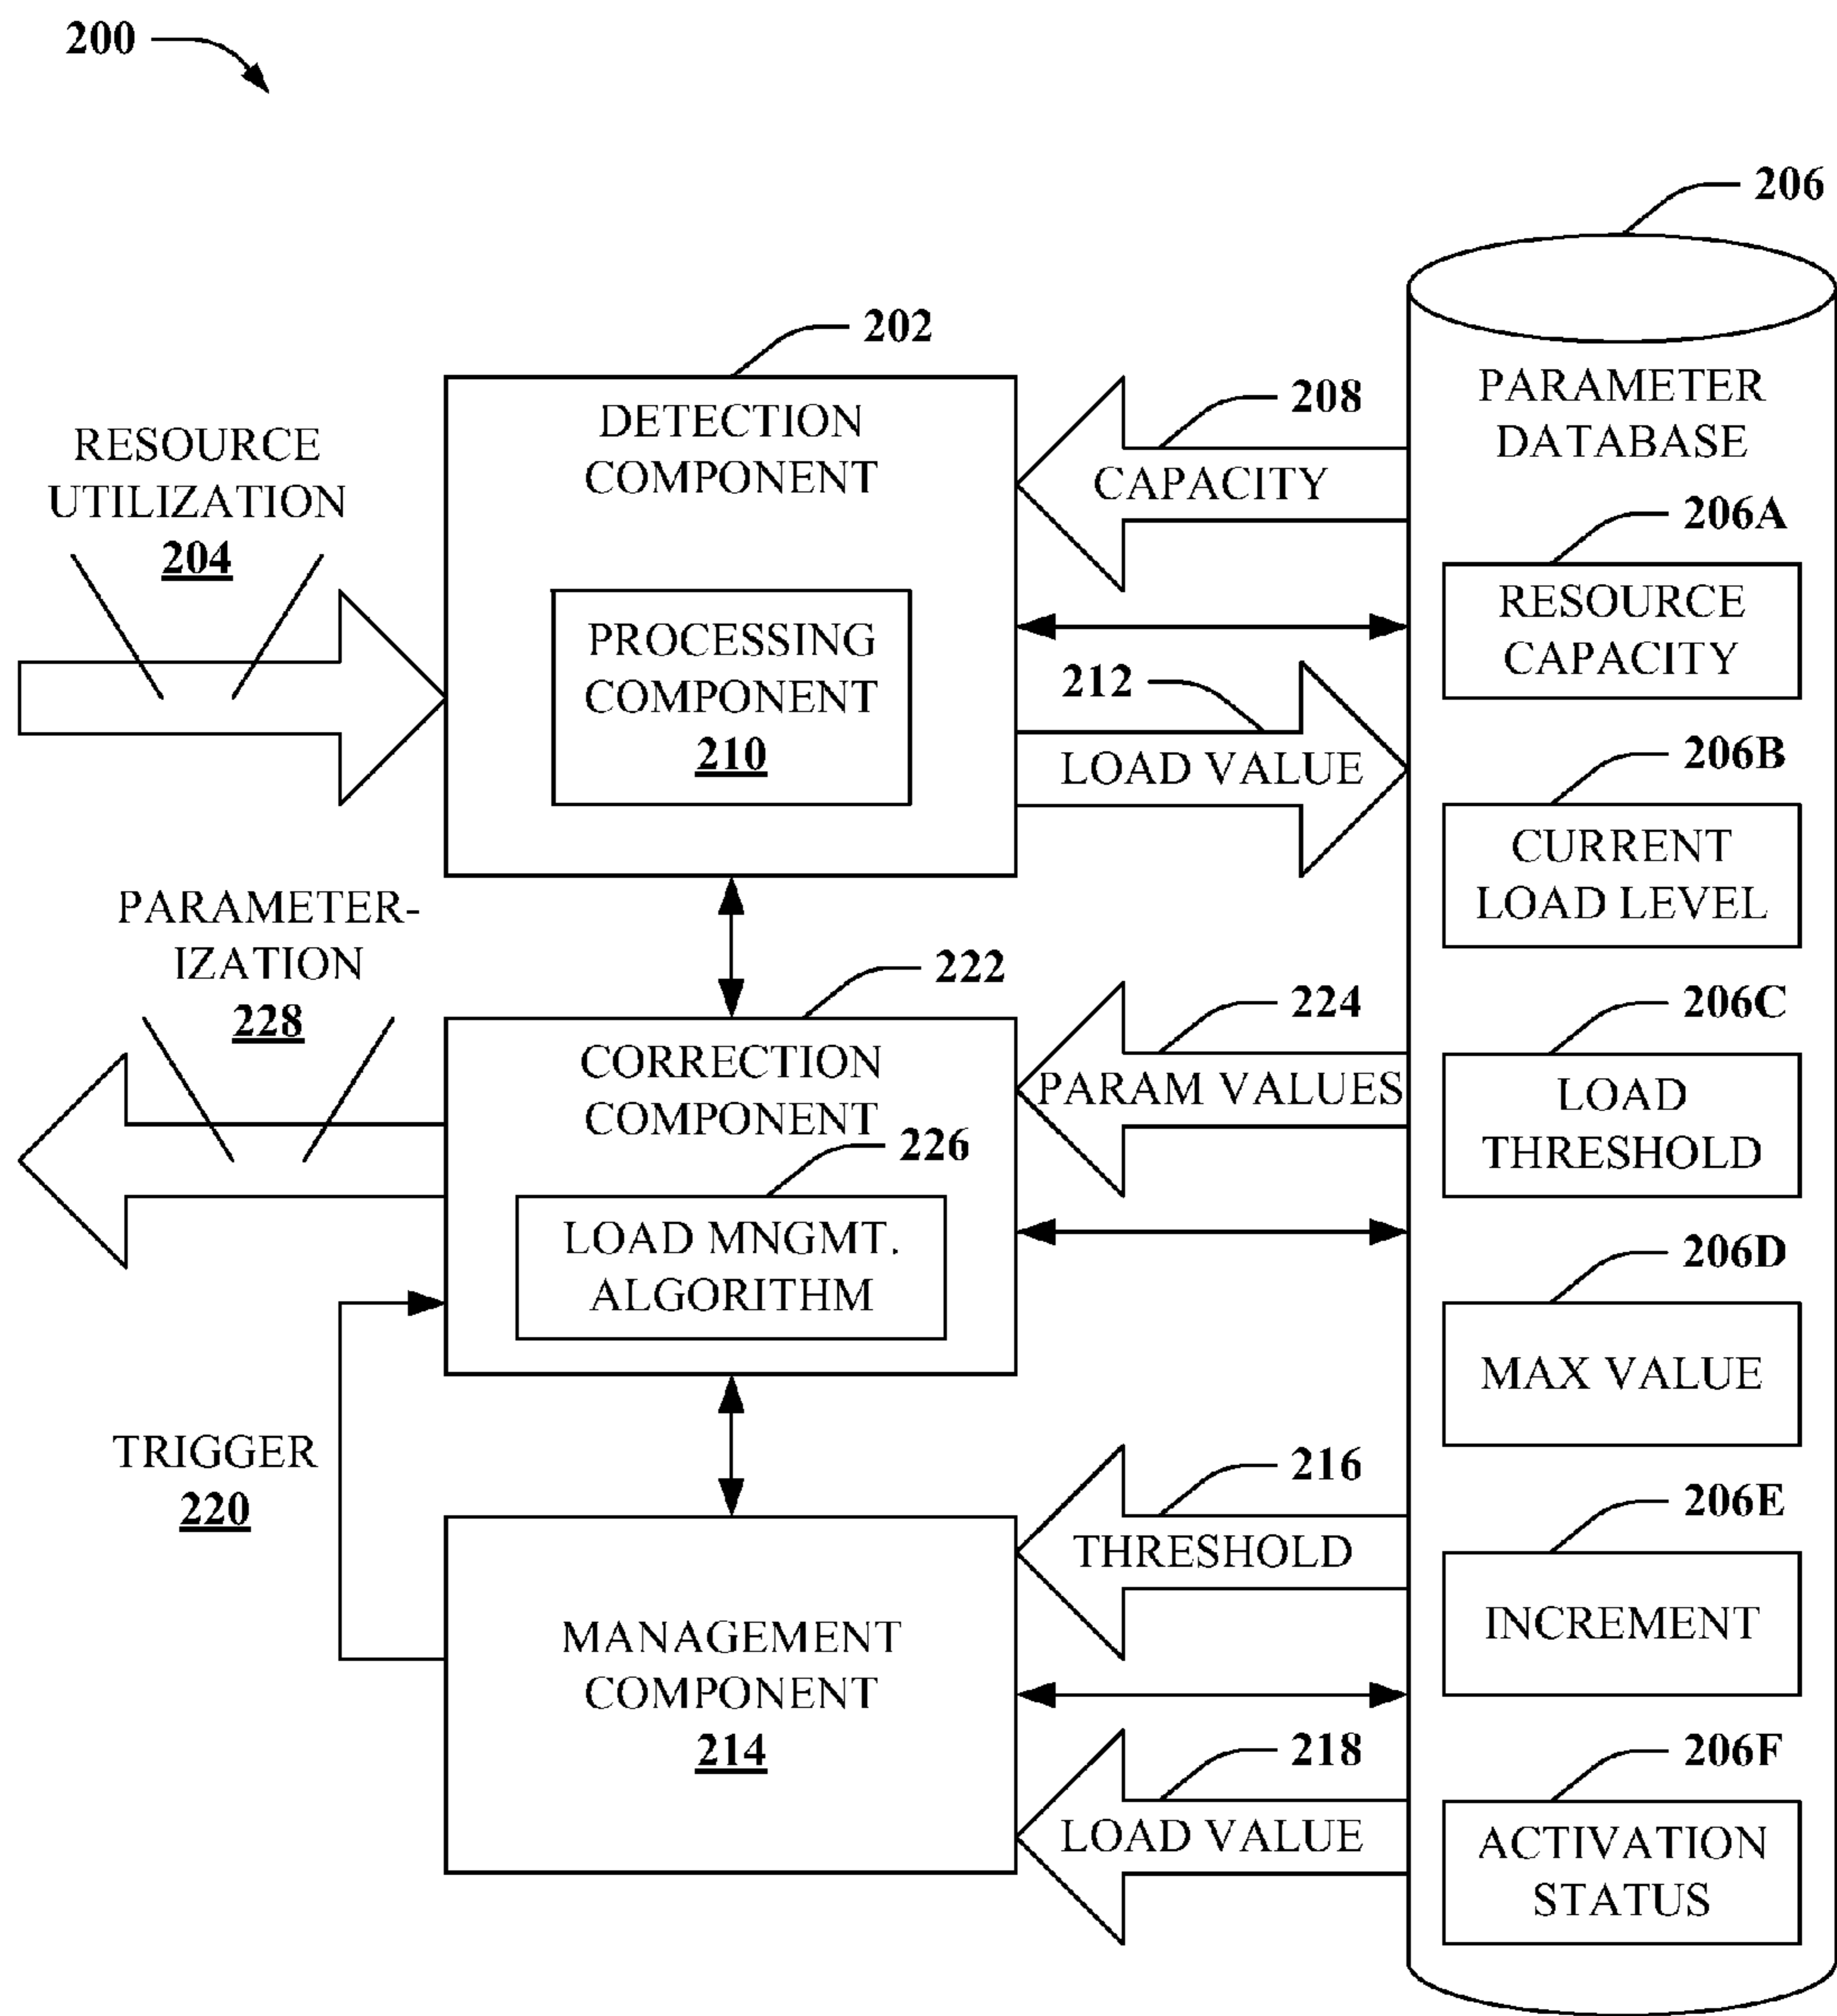 200
206
202
DETECTION
COMPONENT
208
CAPACITY
PARAMETER
DATABASE
RESOURCE
UTILIZATION
204
206A
RESOURCE
CAPACITY
PROCESSING
COMPONENT
210
212
LOAD VALUE
206B
CURRENT
LOAD LEVEL
PARAMETER-
IZATION
228
222
CORRECTION
COMPONENT
224
PARAM VALUES
206C
LOAD
THRESHOLD
226
LOAD MNGMT.
ALGORITHM
206D
MAX VALUE
TRIGGER
220
216
THRESHOLD
206E
INCREMENT
MANAGEMENT
COMPONENT
214
218
LOAD VALUE
206F
ACTIVATION
STATUS